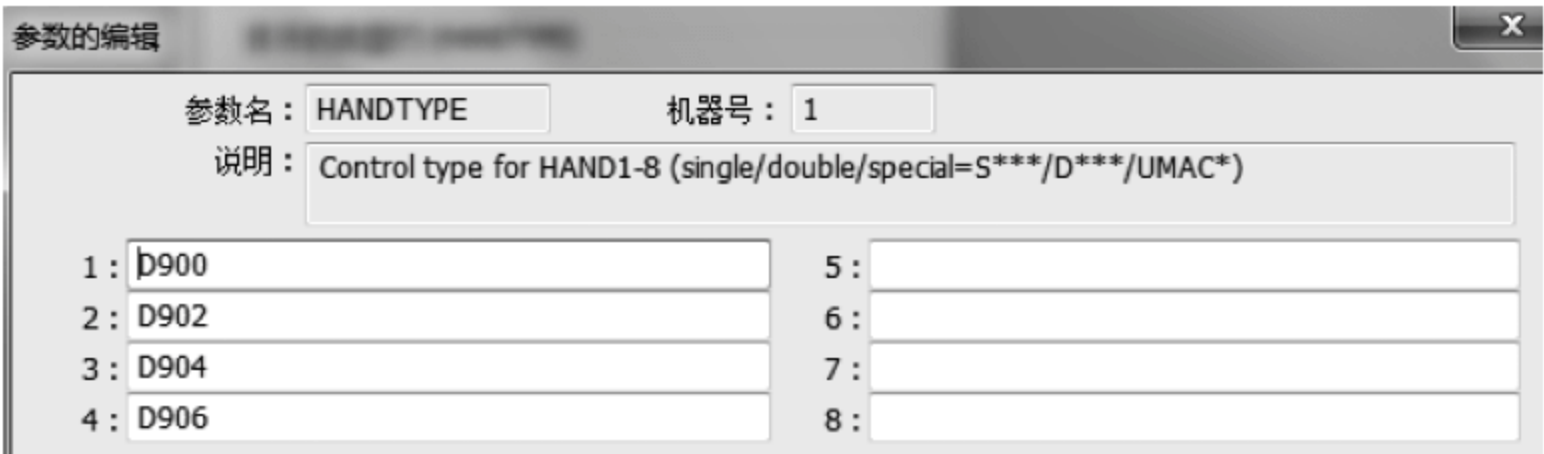 参数的编辑
参数名： HANDTYPE 机器号： 1
说明： Control type for HAND1-8 (single/double/special=S***/D***/UMAC*)
1： D900 5：
2： D902 6：
3： D904 7：
4： D906 8：